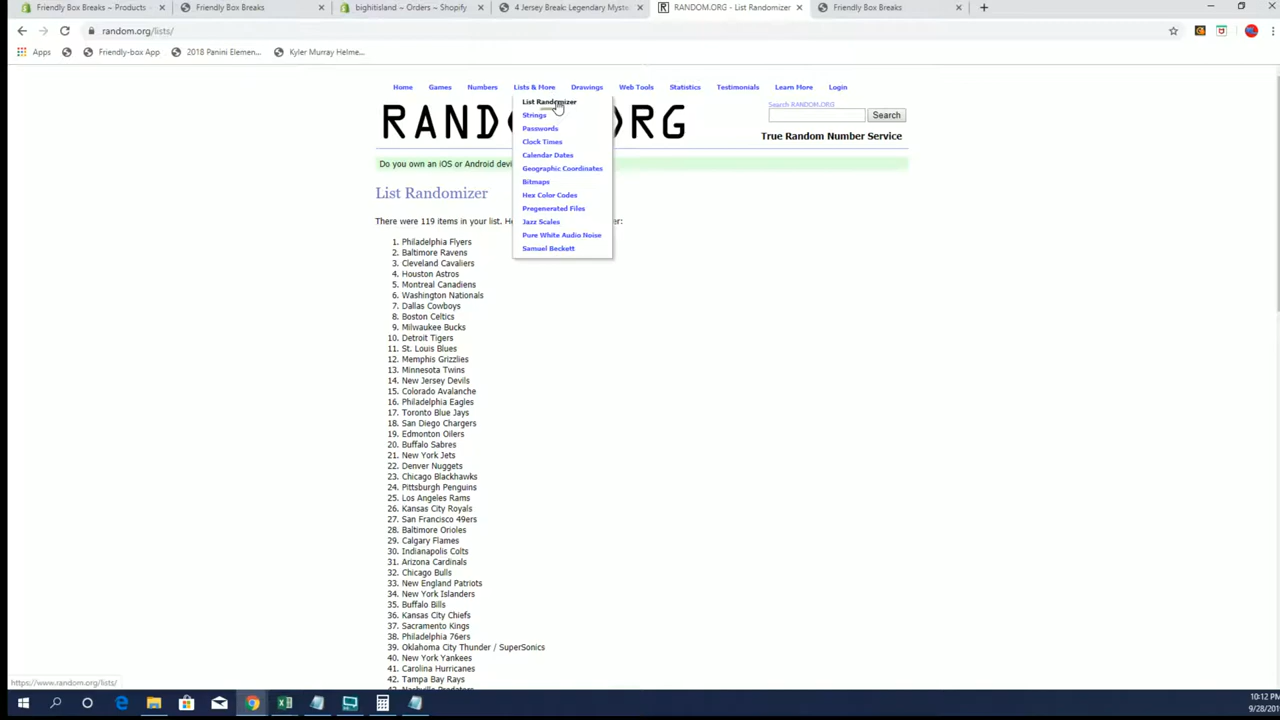 Friendly Box Breaks ~ Products
Friendly Box Breaks
bighitisland ~ Orders ~ Shopify
4 Jersey Break: Legendary Myste
RANDOM.ORG - List Randomizer
Friendly Box Breaks
random.org/lists/
Apps
Friendly-box App
2018 Panini Elemen...
Kyler Murray Helme...
Home
Games
Numbers
Lists & More
Drawings
Web Tools
Statistics
Testimonials
Learn More
Login
List Randomizer
Strings
Passwords
Clock Times
Calendar Dates
Geographic Coordinates
Bitmaps
Hex Color Codes
Pregenerated Files
Jazz Scales
Pure White Audio Noise
Samuel Beckett
RAND
.ORG
Search RANDOM.ORG
Search
True Random Number Service
Do you own an iOS or Android devi
List Randomizer
There were 119 items in your list. He
er:
1. Philadelphia Flyers
2. Baltimore Ravens
3. Cleveland Cavaliers
4. Houston Astros
5. Montreal Canadiens
6. Washington Nationals
7. Dallas Cowboys
8. Boston Celtics
9. Milwaukee Bucks
10. Detroit Tigers
11. St. Louis Blues
12. Memphis Grizzlies
13. Minnesota Twins
14. New Jersey Devils
15. Colorado Avalanche
16. Philadelphia Eagles
17. Toronto Blue Jays
18. San Diego Chargers
19. Edmonton Oilers
20. Buffalo Sabres
21. New York Jets
22. Denver Nuggets
23. Chicago Blackhawks
24. Pittsburgh Penguins
25. Los Angeles Rams
26. Kansas City Royals
27. San Francisco 49ers
28. Baltimore Orioles
29. Calgary Flames
30. Indianapolis Colts
31. Arizona Cardinals
32. Chicago Bulls
33. New England Patriots
34. New York Islanders
35. Buffalo Bills
36. Kansas City Chiefs
37. Sacramento Kings
38. Philadelphia 76ers
39. Oklahoma City Thunder / SuperSonics
40. New York Yankees
41. Carolina Hurricanes
42. Tampa Bay Rays
https://www.random.org/lists/
10:12 PM
9/28/201